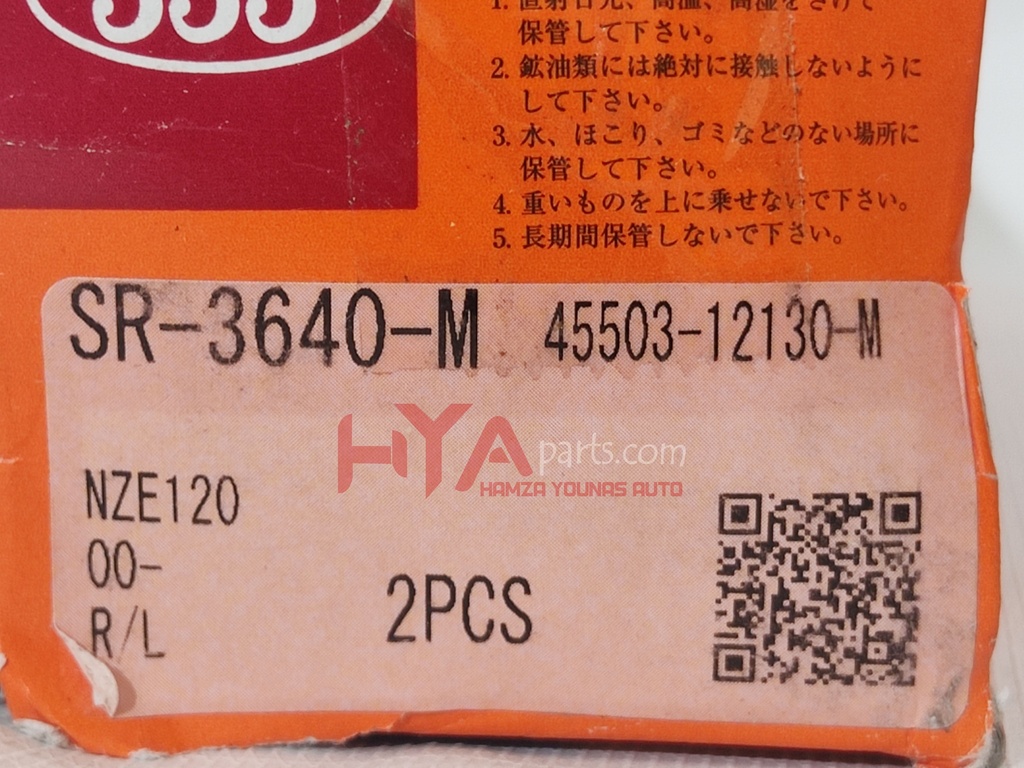 555
1. 直射日光、高温、高湿をさけて
保管して下さい。
2. 鉱油類には絶対に接触しないように
して下さい。
3. 水、ほこり、ゴミなどのない場所に
保管して下さい。
4. 重いものを上に乗せないで下さい。
5. 長期間保管しないで下さい。
SR-3640-M 45503-12130-M
HYAparts.com
HAMZA YOUNAS AUTO
NZE120
00-
R/L
2PCS